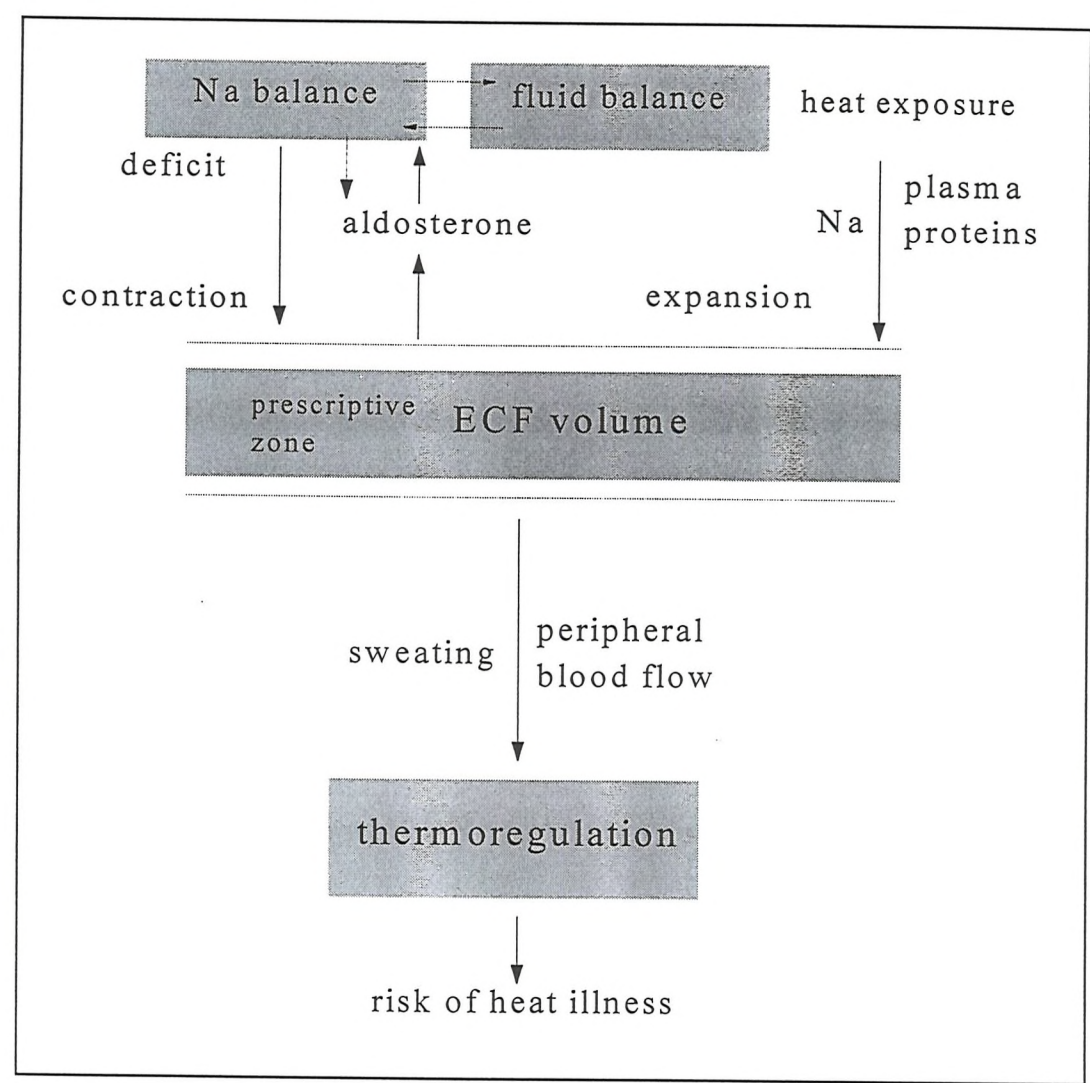 Na balance
fluid balance
heat exposure
deficit
plasma
proteins
Na
aldosterone
contraction
expansion
prescriptive
zone
ECF volume
sweating
peripheral
blood flow
thermoregulation
risk of heat illness